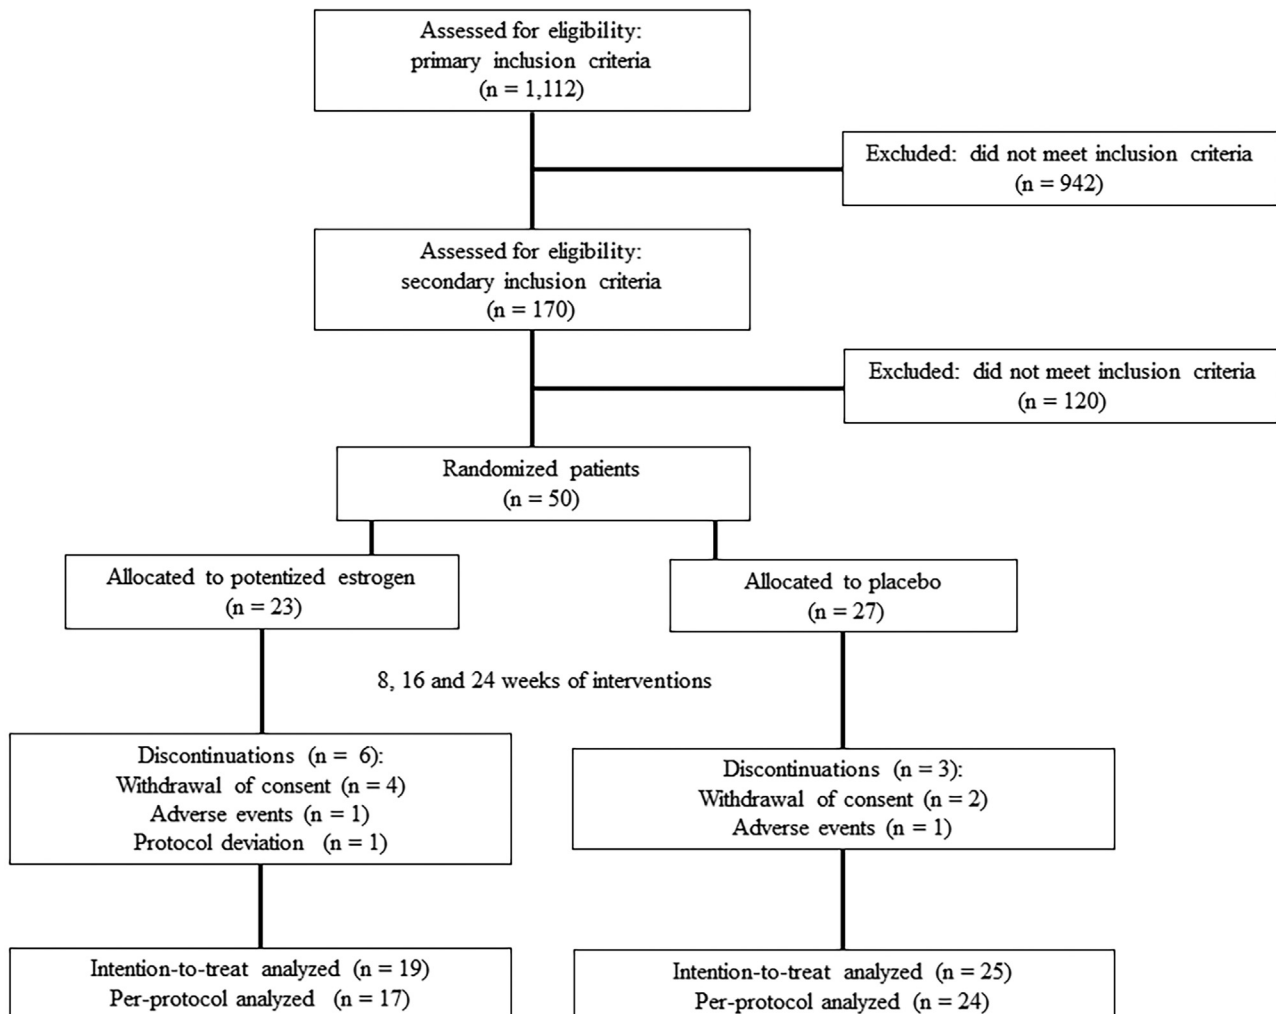 Assessed for eligibility:
primary inclusion criteria
(n = 1,112)
Excluded: did not meet inclusion criteria
(n = 942)
Assessed for eligibility:
secondary inclusion criteria
(n = 170)
Excluded: did not meet inclusion criteria
(n = 120)
Randomized patients
(n = 50)
Allocated to potentized estrogen
(n = 23)
Allocated to placebo
(n = 27)
8, 16 and 24 weeks of interventions
Discontinuations (n = 6):
Withdrawal of consent (n = 4)
Adverse events (n = 1)
Protocol deviation (n = 1)
Discontinuations (n = 3):
Withdrawal of consent (n = 2)
Adverse events (n = 1)
Intention-to-treat analyzed (n = 19)
Per-protocol analyzed (n = 17)
Intention-to-treat analyzed (n = 25)
Per-protocol analyzed (n = 24)